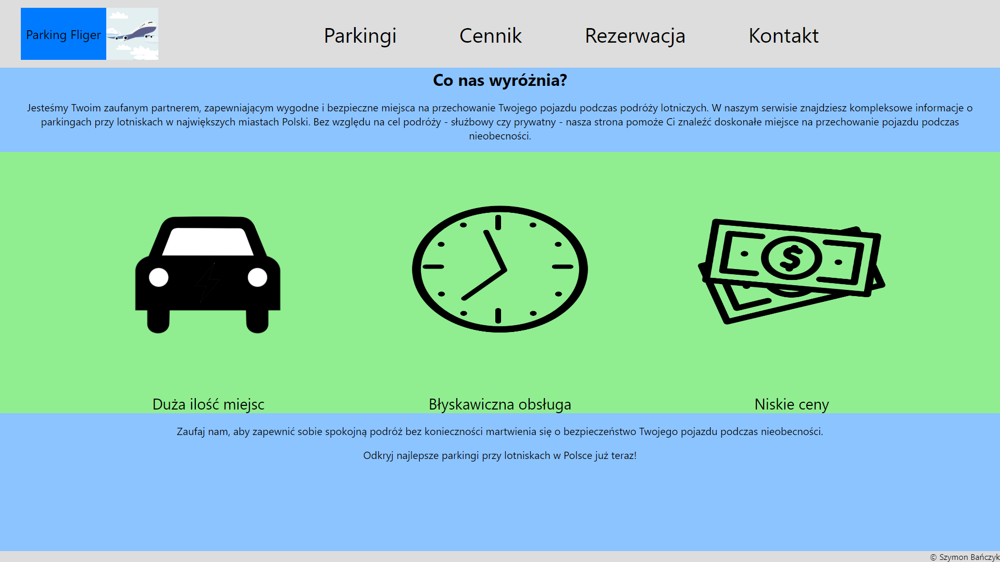 Parking Fliger
Parkingi
Cennik
Rezerwacja
Kontakt
Co nas wyróżnia?
Jesteśmy Twoim zaufanym partnerem, zapewniającym wygodne i bezpieczne miejsca na przechowanie Twojego pojazdu podczas podróży lotniczych. W naszym serwisie znajdziesz kompleksowe informacje o
parkingach przy lotniskach w największych miastach Polski. Bez względu na cel podróży - służbowy czy prywatny - nasza strona pomoże Ci znaleźć doskonałe miejsce na przechowanie pojazdu podczas
nieobecności.
$
Duża ilość miejsc
Błyskawiczna obsługa
Niskie ceny
Zaufaj nam, aby zapewnić sobie spokojną podróż bez konieczności martwienia się o bezpieczeństwo Twojego pojazdu podczas nieobecności.
Odkryj najlepsze parkingi przy lotniskach w Polsce już teraz!
© Szymon Bańczyk